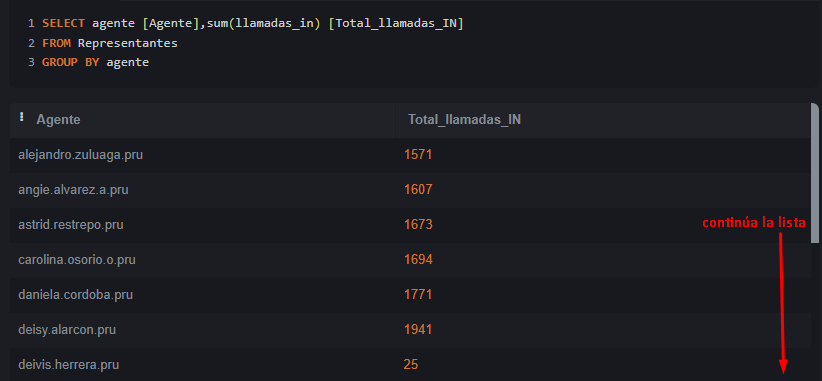 1 SELECT agente [Agente],sum(llamadas_in) [Total_llamadas_IN]
2 FROM Representantes
3 GROUP BY agente
Agente Total_llamadas_IN
alejandro.zuluaga.pru 1571
angie.alvarez.a.pru 1607
astrid.restrepo.pru 1673
continúa la lista
carolina.osorio.o.pru 1694
daniela.cordoba.pru 1771
deisy.alarcon.pru 1941
deivis.herrera.pru 25